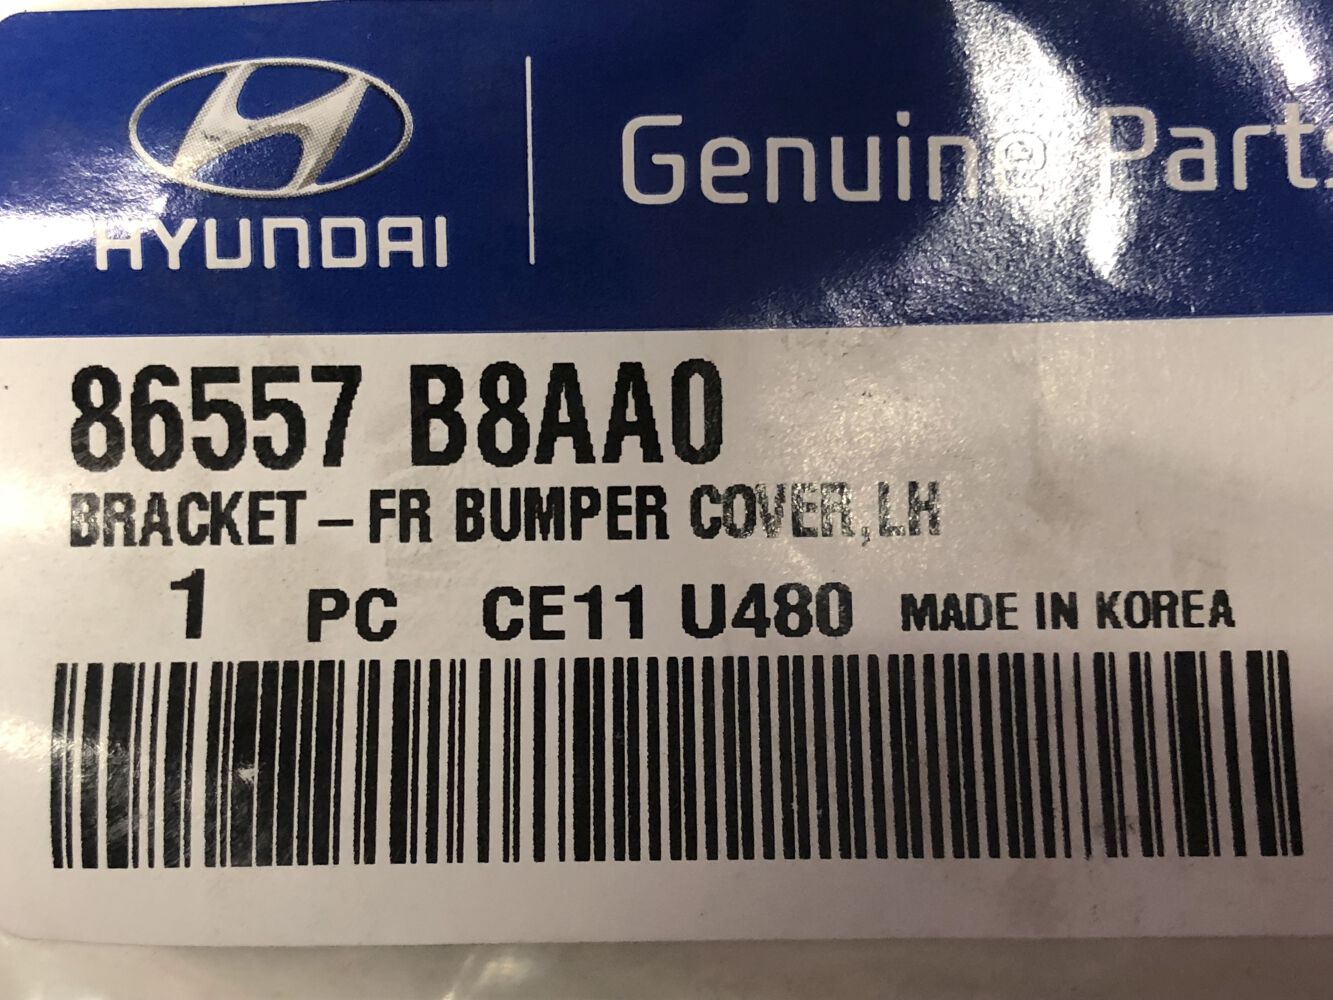 HYUNDAI
Genuine Parts
86557 B8AA0
BRACKET-FR BUMPER COVER,LH
1 PC CE11 U480 MADE IN KOREA